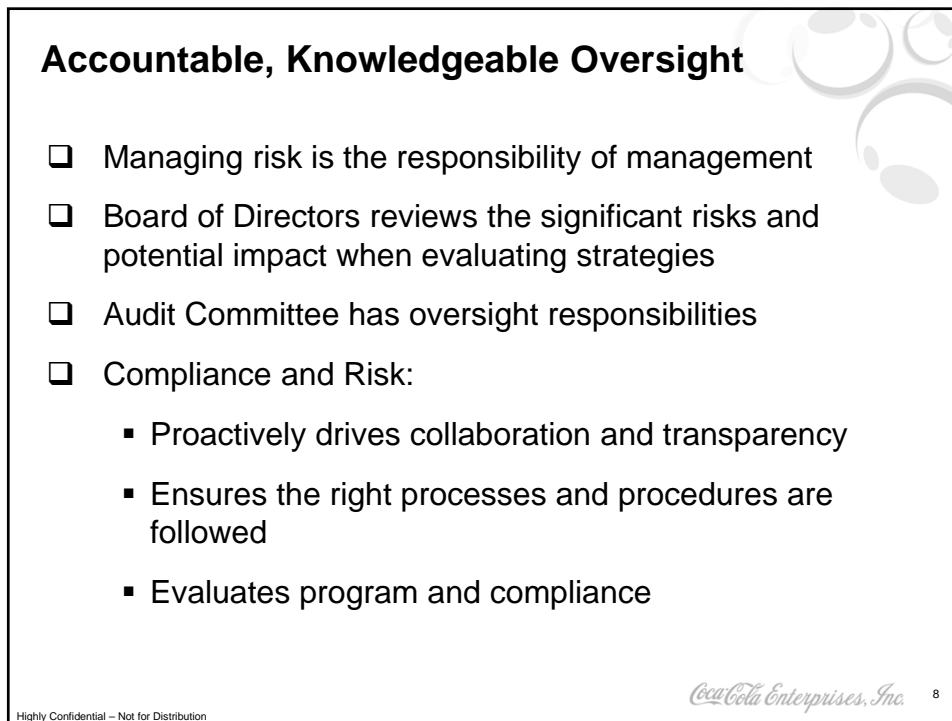 Accountable, Knowledgeable Oversight
❑ Managing risk is the responsibility of management
❑ Board of Directors reviews the significant risks and
potential impact when evaluating strategies
❑ Audit Committee has oversight responsibilities
❑ Compliance and Risk:
▪ Proactively drives collaboration and transparency
▪ Ensures the right processes and procedures are
followed
▪ Evaluates program and compliance
Coca-Cola Enterprises, Inc. 8
Highly Confidential – Not for Distribution